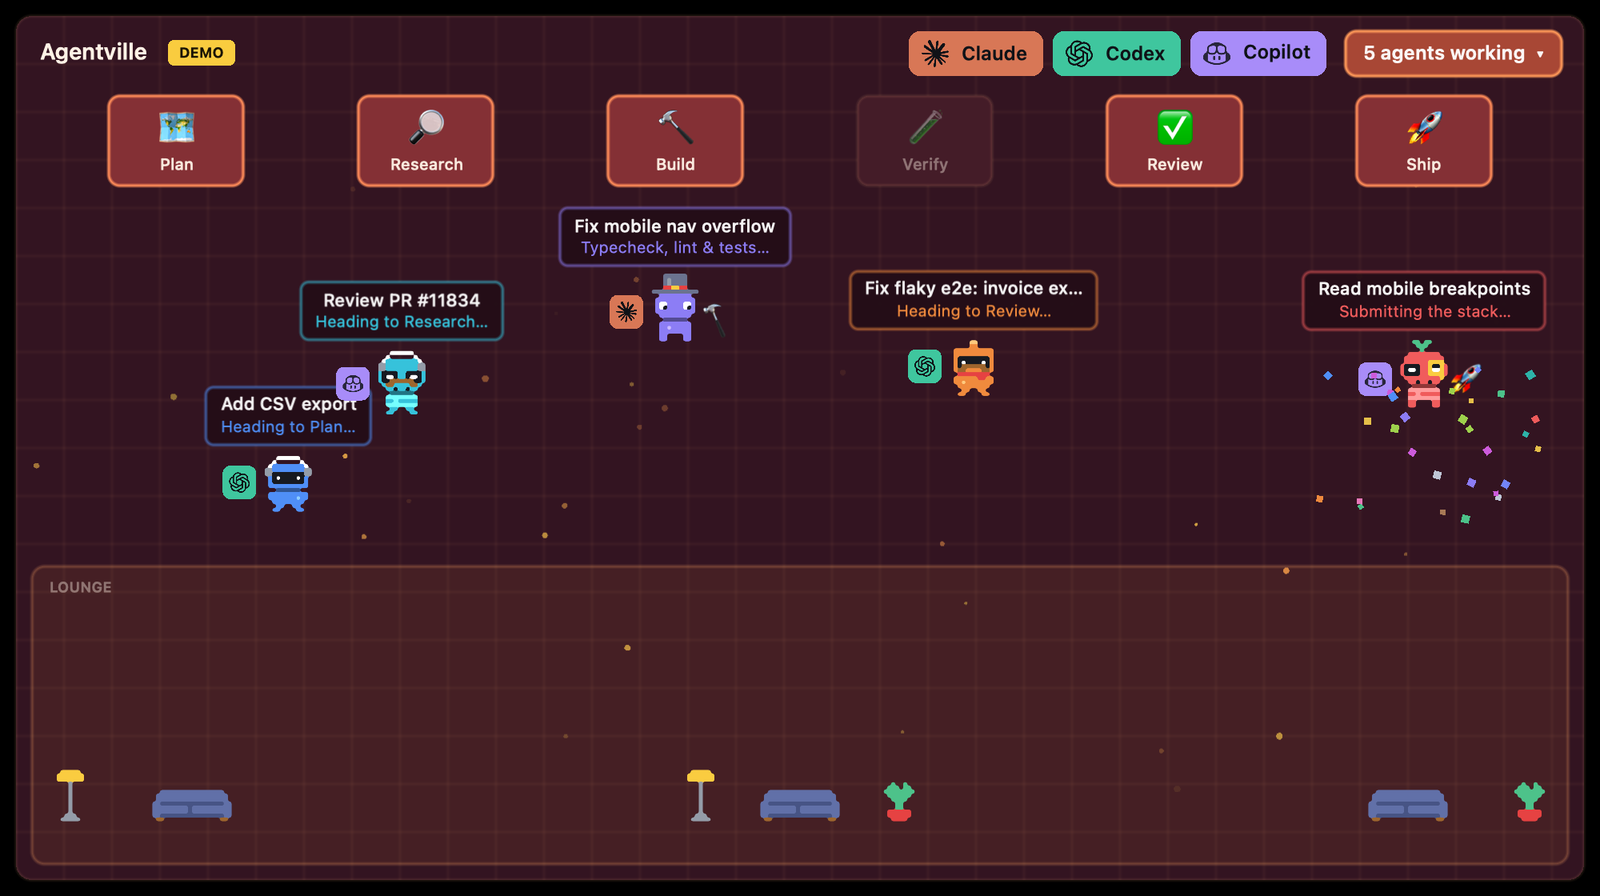 Agentville
DEMO
Claude
Codex
Copilot
5 agents working
Plan
Research
Build
Verify
Review
Ship
Fix mobile nav overflow
Typecheck, lint & tests...
Review PR #11834
Heading to Research...
Fix flaky e2e: invoice ex...
Heading to Review...
Read mobile breakpoints
Submitting the stack...
Add CSV export
Heading to Plan...
LOUNGE